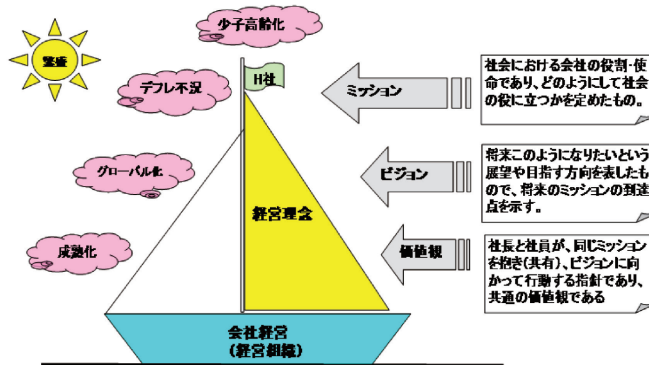 少子高齢化
繁盛
H社
デフレ不況
ミッション
社会における会社の役割・使
命であり、どのようにして社会
の役に立つかを定めたもの。
グローバル化
ビジョン
将来このようになりたいという
展望や目指す方向を表したも
ので、将来のミッションの到達
点を示す。
経営理念
成熟化
価値観
社長と社員が、同じミッション
を抱き(共有)、ビジョンに向
かって行動する指針であり、
共通の価値観である
会社経営
(経営組織)